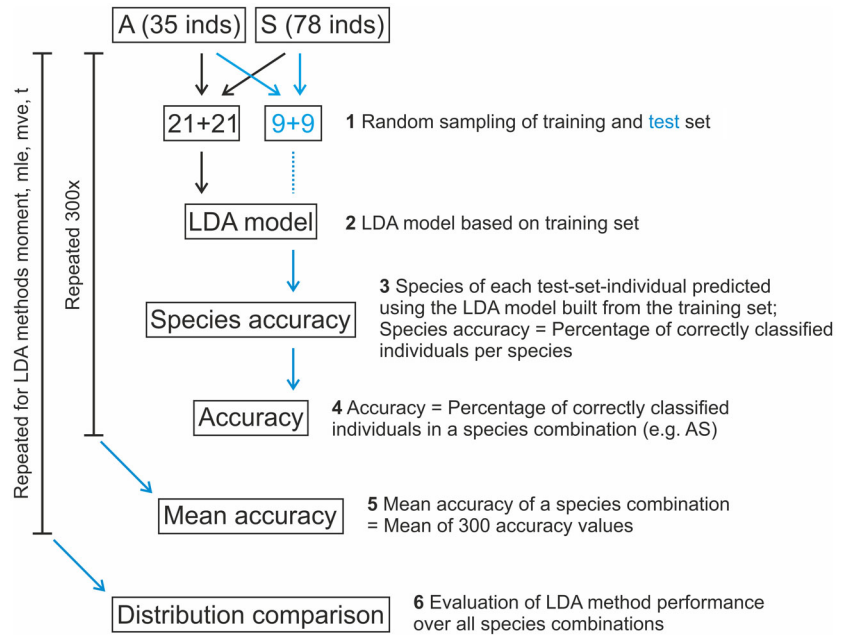 A (35 inds)
S (78 inds)
21+21
9+9
1 Random sampling of training and test set
LDA model
2 LDA model based on training set
Species accuracy
3 Species of each test-set-individual predicted
using the LDA model built from the training set;
Species accuracy = Percentage of correctly classified
individuals per species
Accuracy
4 Accuracy = Percentage of correctly classified
individuals in a species combination (e.g. AS)
Mean accuracy
5 Mean accuracy of a species combination
= Mean of 300 accuracy values
Distribution comparison
6 Evaluation of LDA method performance
over all species combinations
Repeated for LDA methods moment, mle, mve, t
Repeated 300x